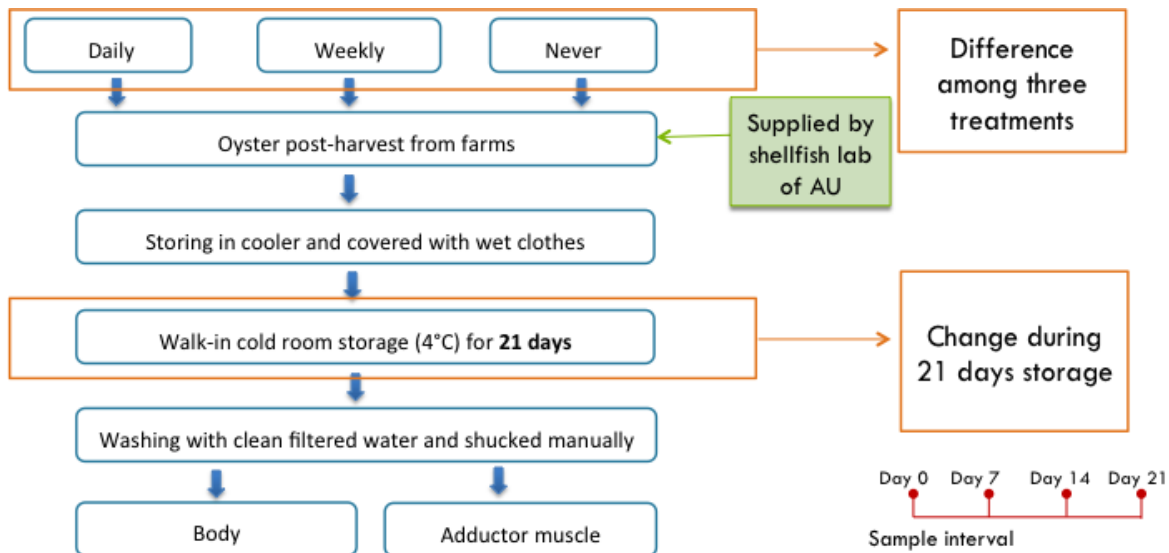 Daily
Weekly
Never
Difference
among three
treatments
Oyster post-harvest from farms
Supplied by
shellfish lab
of AU
Storing in cooler and covered with wet clothes
Walk-in cold room storage (4°C) for 21 days
Change during
21 days storage
Washing with clean filtered water and shucked manually
Body
Adductor muscle
Day 0 Day 7 Day 14 Day 21
Sample interval